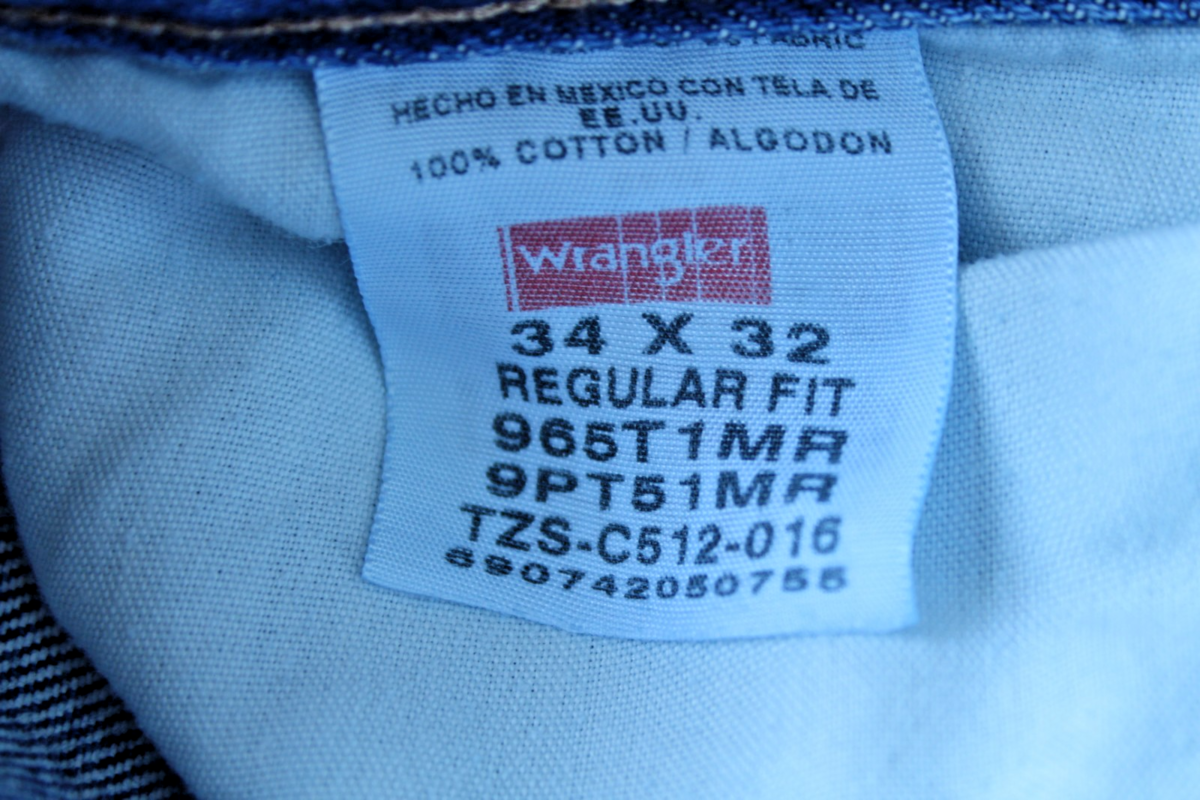 FABRIC
HECHO EN MEXICO CON TELA DE
EE.UU.
100% COTTON / ALGODON
Wrangler
34 X 32
REGULAR FIT
965T1MR
9PT51MR
TZS-C512-016
690742050755